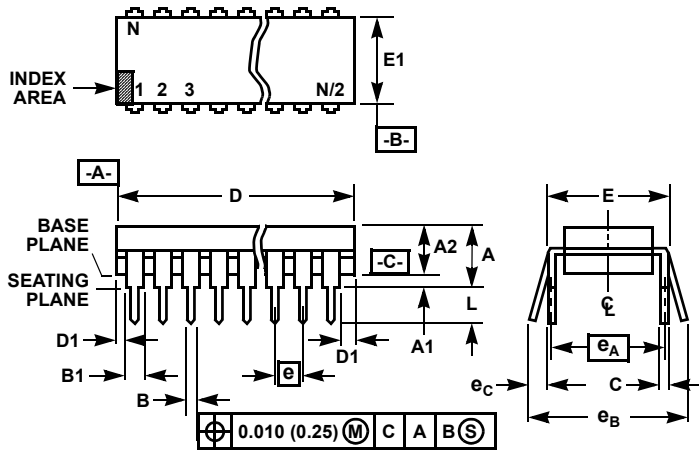 N
E1
INDEX
AREA
1 2 3 N/2
-B-
-A-
D
E
BASE
PLANE
A2
A
-C-
SEATING
PLANE
L
C
L
D1
A1
D1
eA
B1
e
eC
C
B
eB
0.010 (0.25) M C A B S